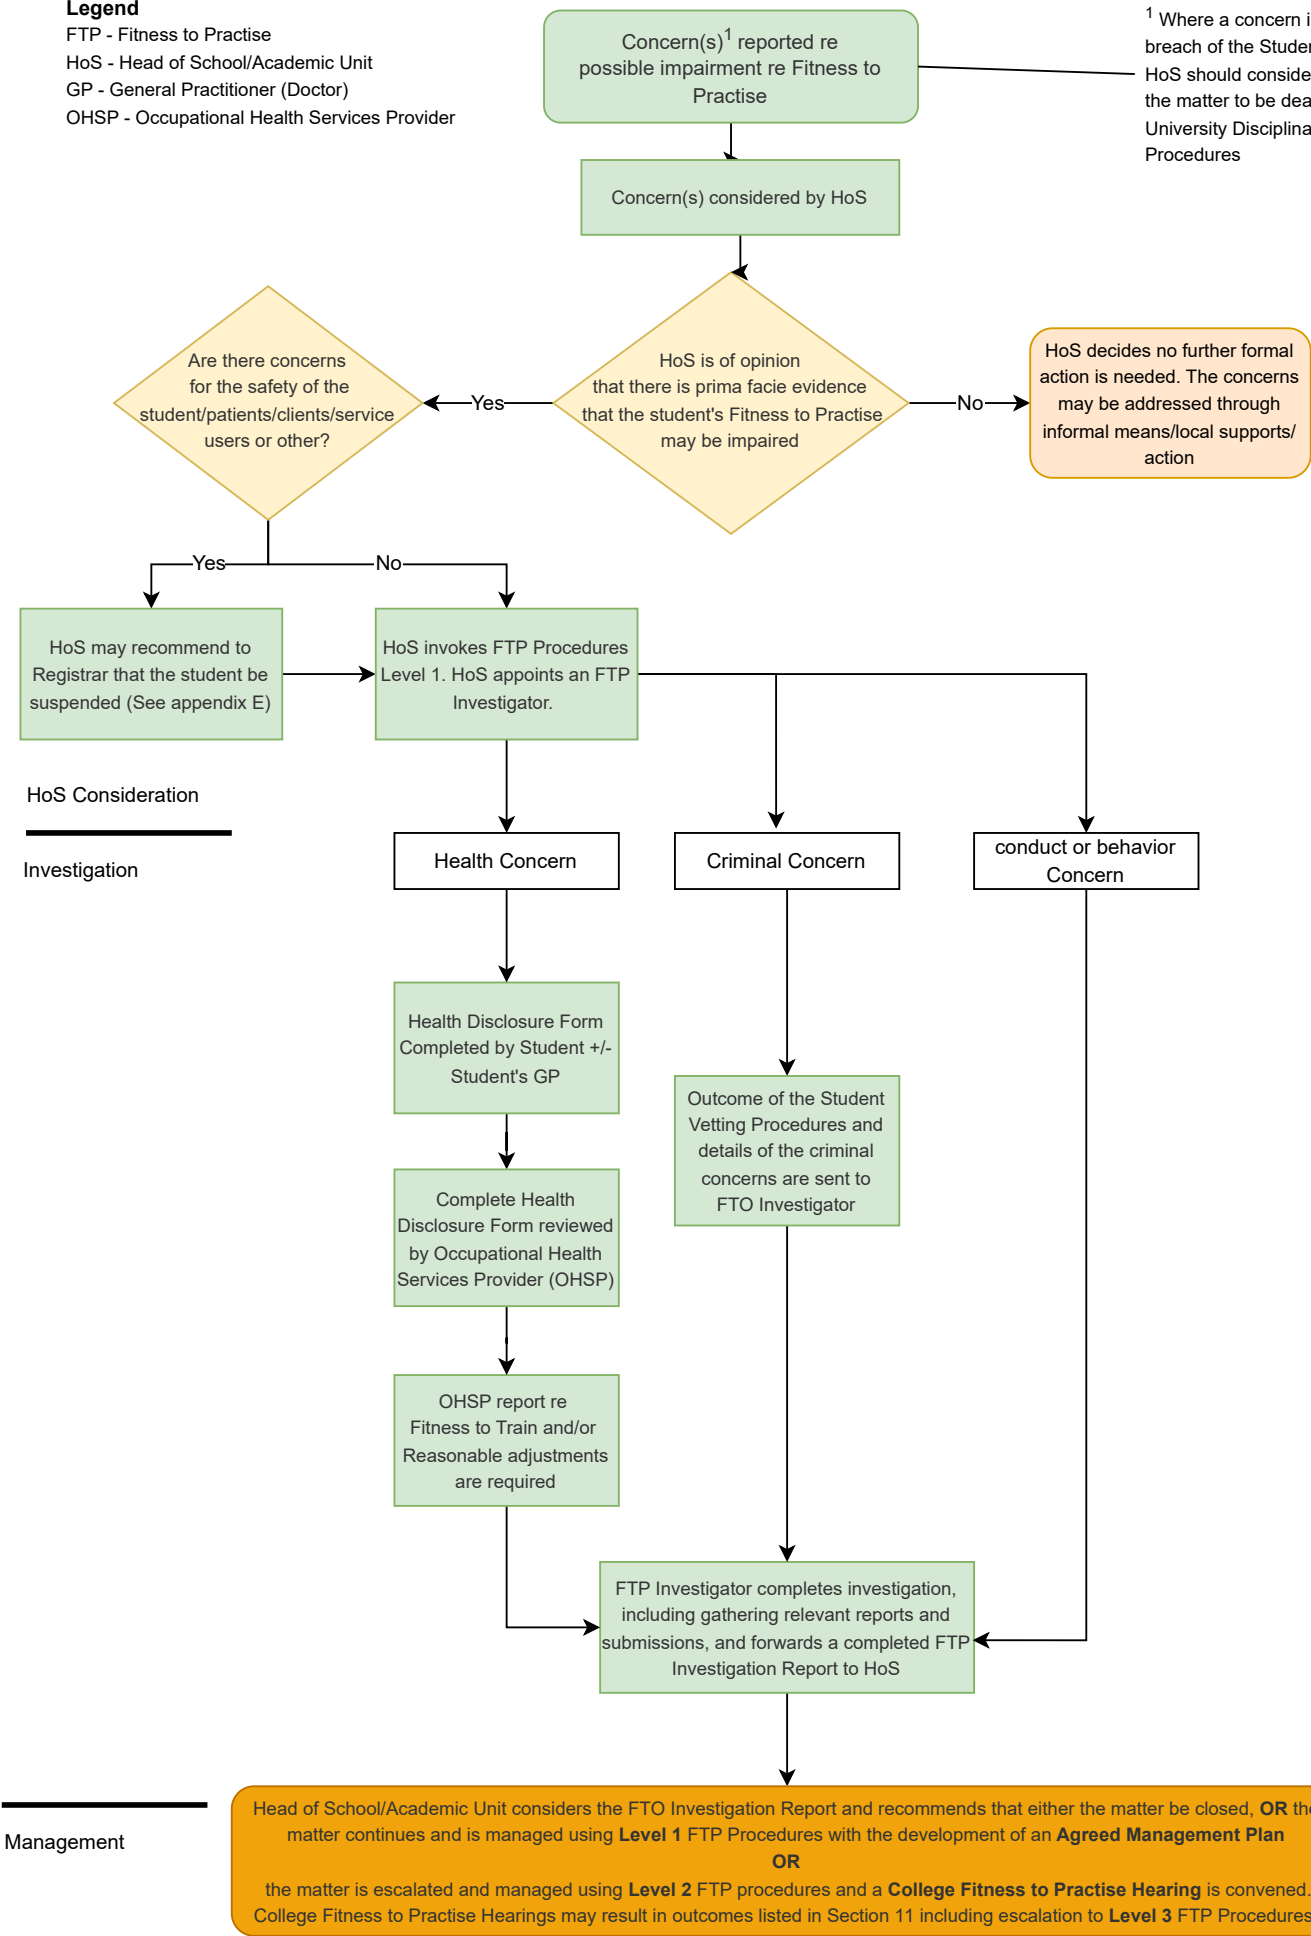 Legend
FTP - Fitness to Practise
HoS - Head of School/Academic Unit
GP - General Practitioner (Doctor)
OHSP - Occupational Health Services Provider
Concern(s)1 reported re
possible impairment re Fitness to
Practise
1 Where a concern
breach of the
HoS should
the matter to be
University
Procedures
Concern(s) considered by HoS
Are there concerns
for the safety of the
student/patients/clients/service
users or other?
Yes
HoS is of opinion
that there is prima facie evidence
that the student's Fitness to Practise
may be impaired
No
HoS decides no further formal
action is needed. The concerns
may be addressed through
informal means/local supports/
action
Yes
No
HoS may recommend to
Registrar that the student be
suspended (See appendix E)
HoS invokes FTP Procedures
Level 1. HoS appoints an FTP
Investigator.
HoS Consideration
Investigation
Health Concern
Criminal Concern
conduct or behavior
Concern
Health Disclosure Form
Completed by Student +/-
Student's GP
Outcome of the Student
Vetting Procedures and
details of the criminal
concerns are sent to
FTO Investigator
Complete Health
Disclosure Form reviewed
by Occupational Health
Services Provider (OHSP)
OHSP report re
Fitness to Train and/or
Reasonable adjustments
are required
FTP Investigator completes investigation,
including gathering relevant reports and
submissions, and forwards a completed FTP
Investigation Report to HoS
Management
Head of School/Academic Unit considers the FTO Investigation Report and recommends that either the matter be closed, OR
matter continues and is managed using Level 1 FTP Procedures with the development of an Agreed Management Plan
OR
the matter is escalated and managed using Level 2 FTP procedures and a College Fitness to Practise Hearing is convened.
College Fitness to Practise Hearings may result in outcomes listed in Section 11 including escalation to Level 3 FTP Procedures